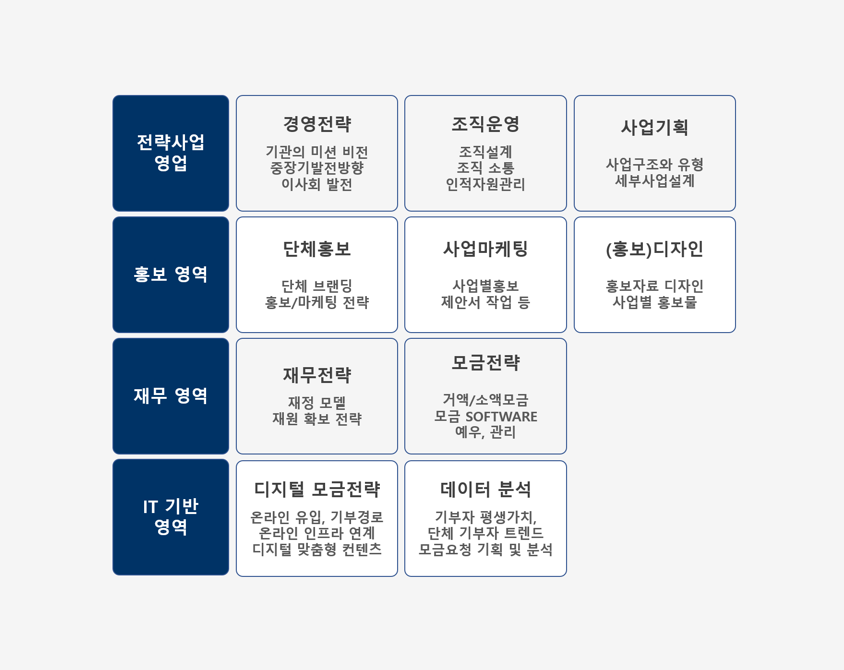 전략사업
영업
경영전략
기관의 미션 비전
중장기발전방향
이사회 발전
조직운영
조직설계
조직 소통
인적자원관리
사업기획
사업구조와 유형
세부사업설계
홍보 영역
단체홍보
단체 브랜딩
홍보/마케팅 전략
사업마케팅
사업별홍보
제안서 작업 등
(홍보)디자인
홍보자료 디자인
사업별 홍보물
재무 영역
재무전략
재정 모델
재원 확보 전략
모금전략
거액/소액모금
모금 SOFTWARE
예우, 관리
IT 기반
영역
디지털 모금전략
온라인 유입, 기부경로
온라인 인프라 연계
디지털 맞춤형 컨텐츠
데이터 분석
기부자 평생가치,
단체 기부자 트렌드
모금요청 기획 및 분석